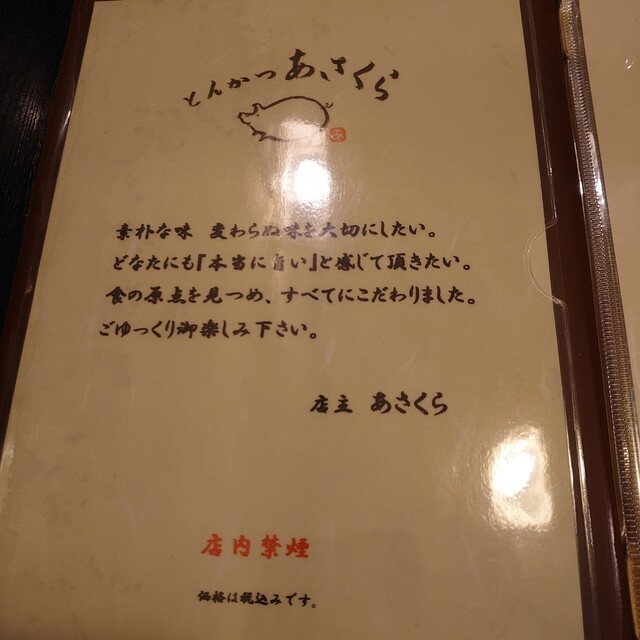 とんかつ あさくら
素朴な味 変わらぬ味を大切にしたい。
どなたにも『本当に旨い』と感じて頂きたい。
食の原点を見つめ、すべてにこだわりました。
ごゆっくり御楽しみ下さい。
店主 あさくら
店内禁煙
価格は税込みです。